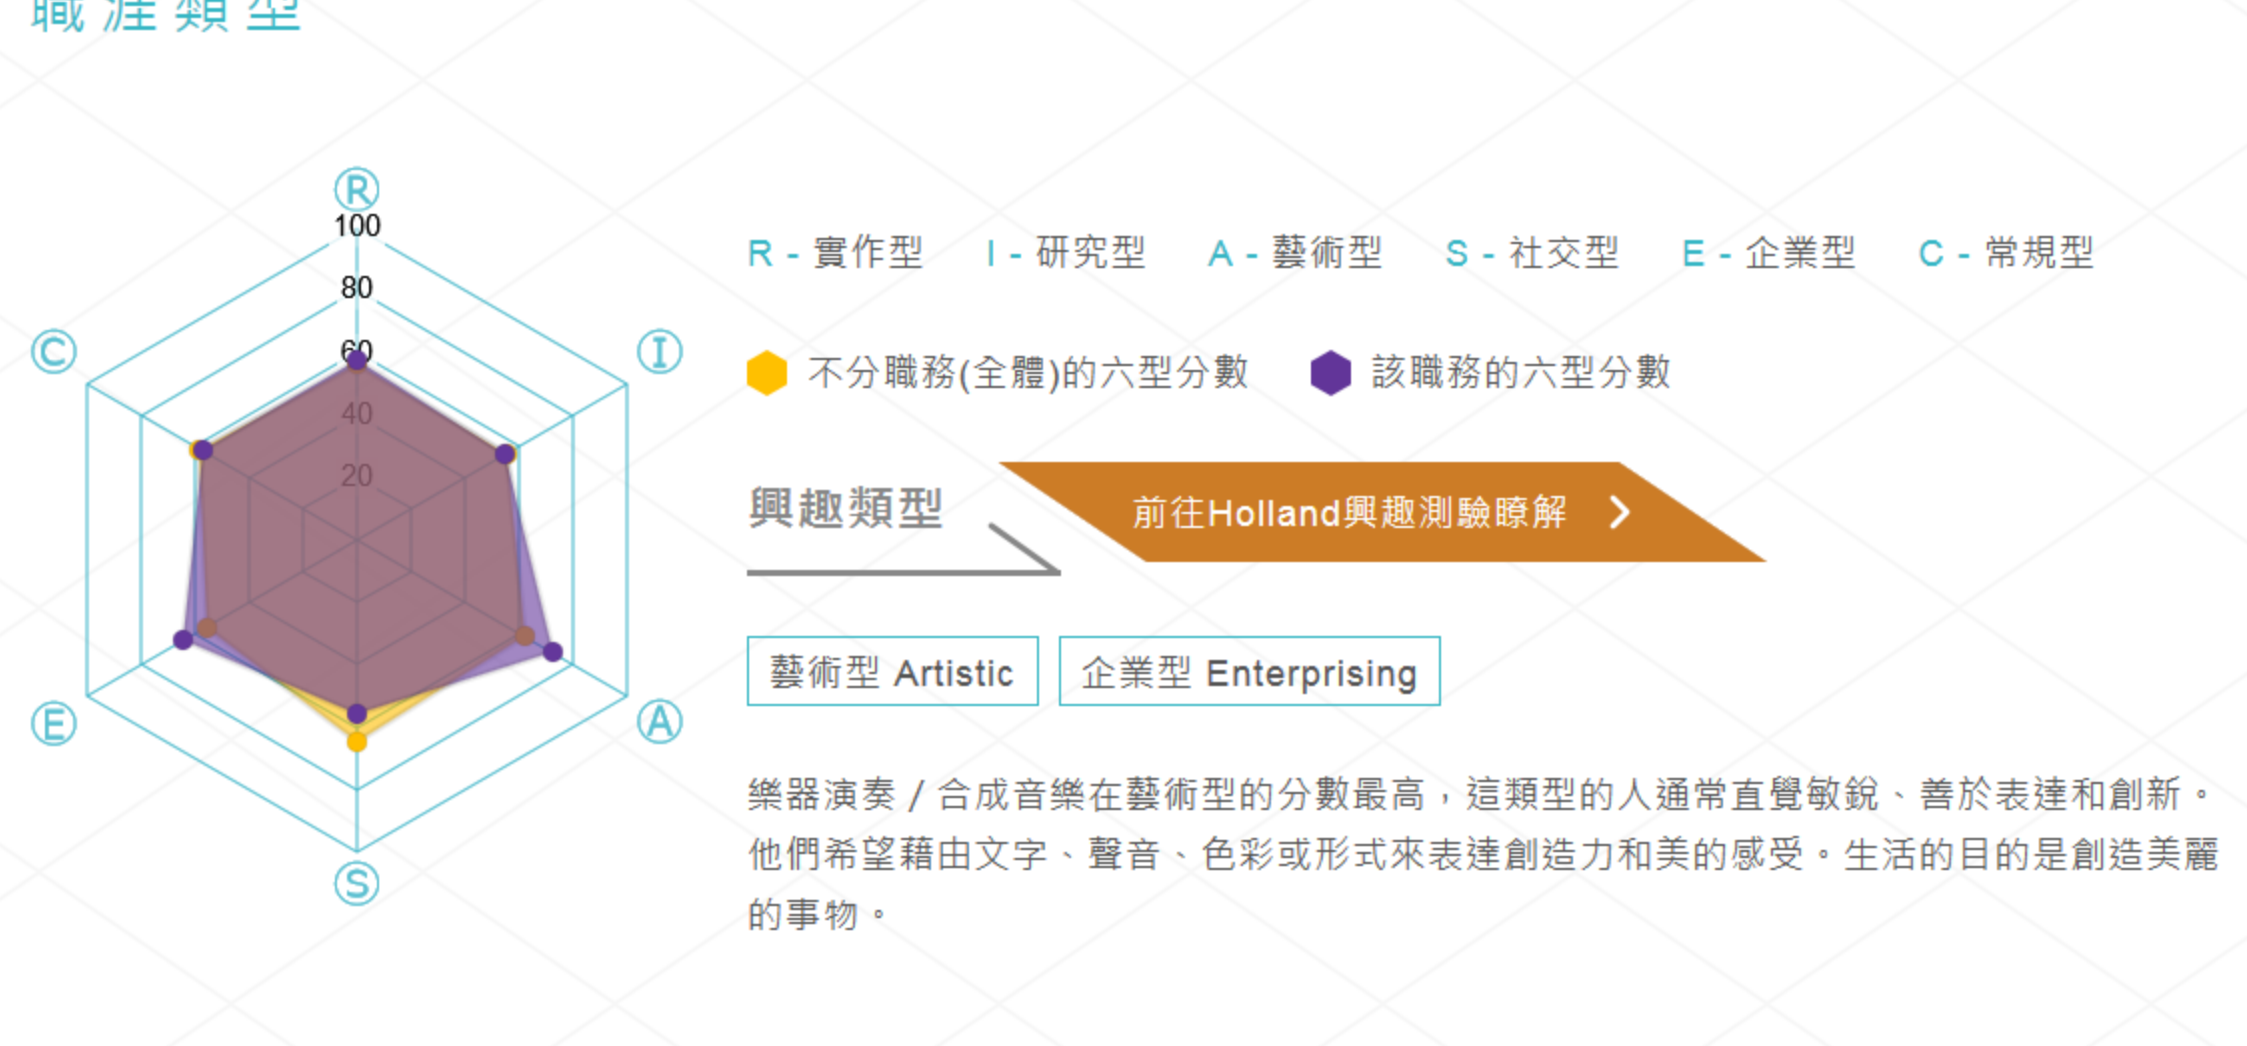 職涯類型
R
100
80
60
40
20
C
I
E
A
S
R - 實作型 I - 研究型 A - 藝術型 S - 社交型 E - 企業型 C - 常規型
不分職務(全體)的六型分數 該職務的六型分數
興趣類型 前往Holland興趣測驗瞭解
藝術型 Artistic 企業型 Enterprising
樂器演奏 / 合成音樂在藝術型的分數最高，這類型的人通常直覺敏銳、善於表達和創新。
他們希望藉由文字、聲音、色彩或形式來表達創造力和美的感受。生活的目的是創造美麗
的事物。